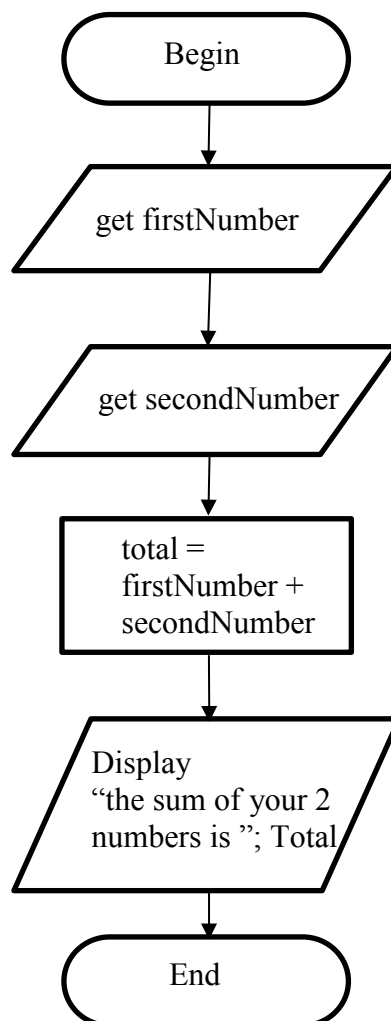 Begin
get firstNumber
get secondNumber
total =
firstNumber +
secondNumber
Display
“the sum of your 2
numbers is ”; Total
End